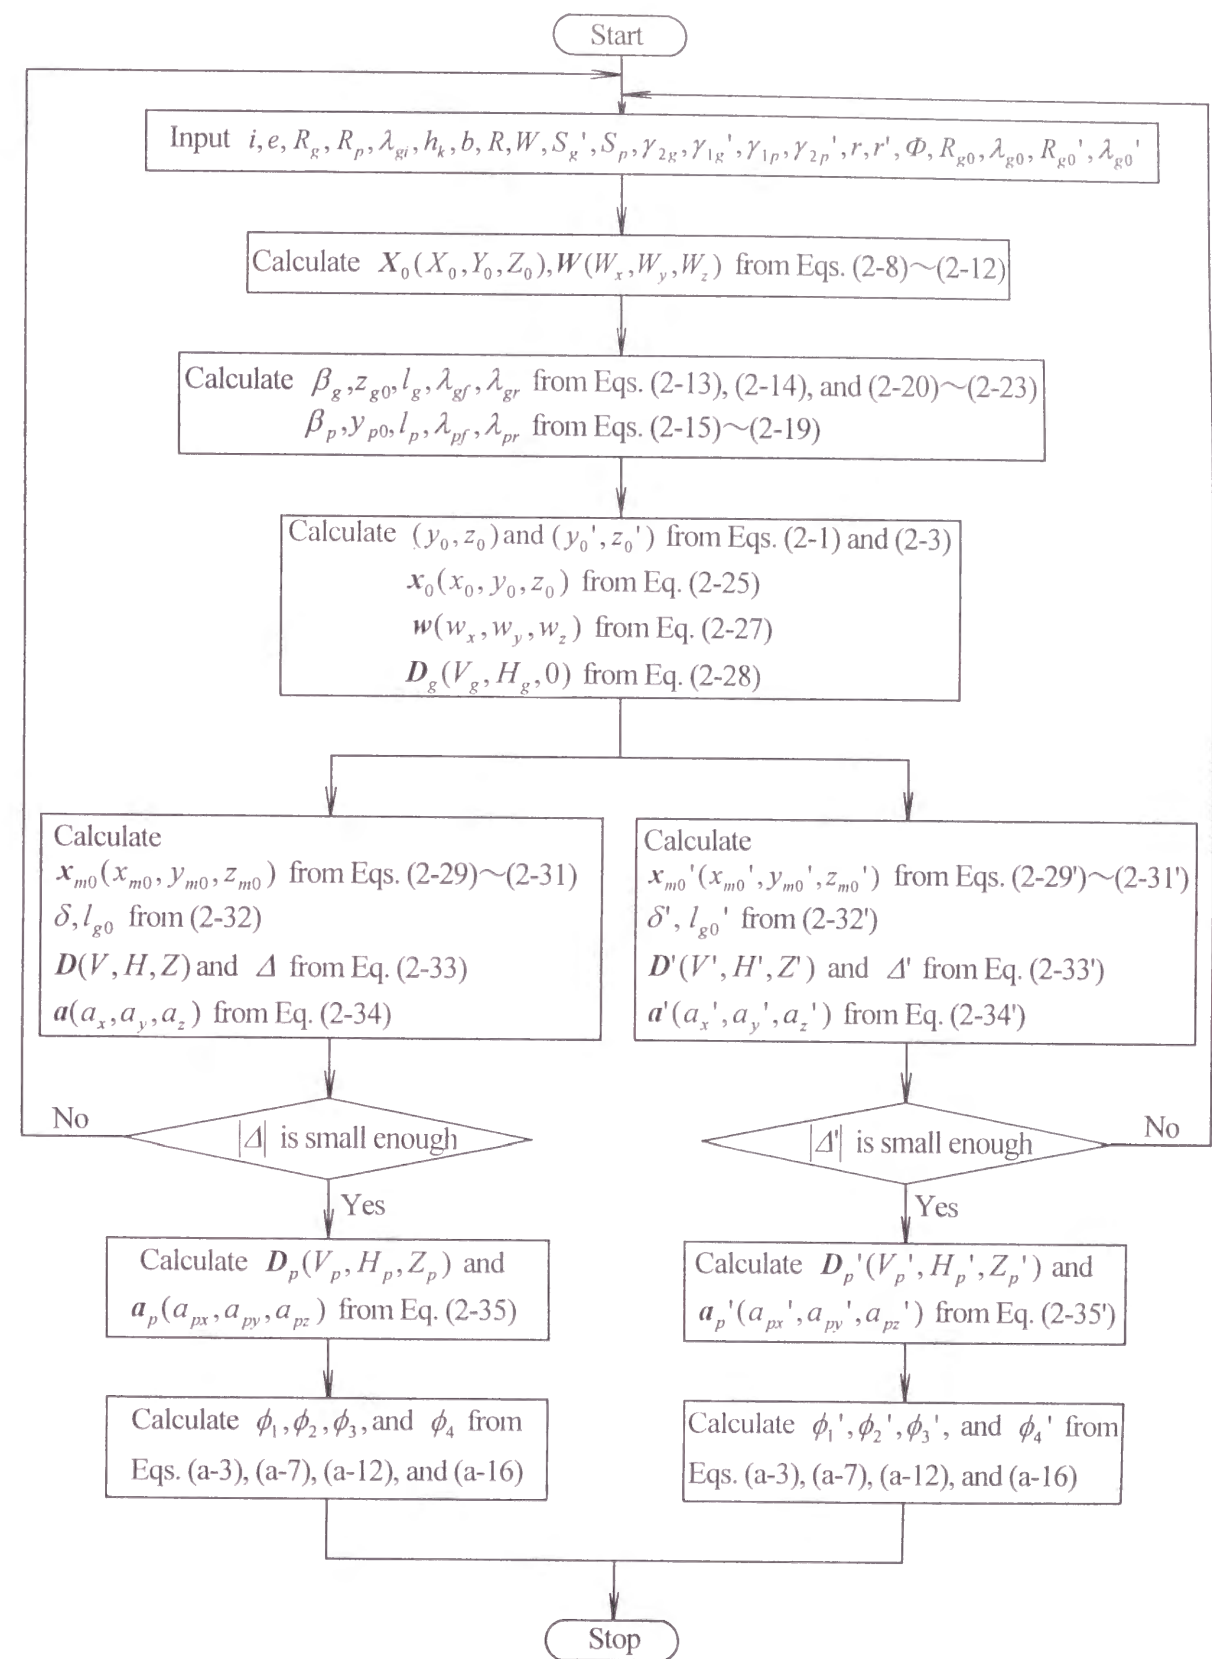 Start
Input i, e, R_g, R_p, λ_gi, h_k, b, R, W, S_g', S_p, γ_2g, γ_1g', γ_1p, γ_2p', r, r', Φ, R_g0, λ_g0, R_g0', λ_g0'
Calculate X_0(X_0, Y_0, Z_0), W(W_x, W_y, W_z) from Eqs. (2-8)~(2-12)
Calculate β_g, z_g0, l_g, λ_gf, λ_gr from Eqs. (2-13), (2-14), and (2-20)~(2-23)
β_p, y_p0, l_p, λ_pf, λ_pr from Eqs. (2-15)~(2-19)
Calculate (y_0, z_0) and (y_0', z_0') from Eqs. (2-1) and (2-3)
x_0(x_0, y_0, z_0) from Eq. (2-25)
w(w_x, w_y, w_z) from Eq. (2-27)
D_g(V_g, H_g, 0) from Eq. (2-28)
Calculate
x_m0(x_m0, y_m0, z_m0) from Eqs. (2-29)~(2-31)
δ, l_g0 from (2-32)
D(V, H, Z) and Δ from Eq. (2-33)
a(a_x, a_y, a_z) from Eq. (2-34)
Calculate
x_m0'(x_m0', y_m0', z_m0') from Eqs. (2-29')~(2-31')
δ', l_g0' from (2-32')
D'(V', H', Z') and Δ' from Eq. (2-33')
a'(a_x', a_y', a_z') from Eq. (2-34')
No
|Δ| is small enough
Yes
|Δ'| is small enough
No
Yes
Calculate D_p(V_p, H_p, Z_p) and
a_p(a_px, a_py, a_pz) from Eq. (2-35)
Calculate D_p'(V_p', H_p', Z_p') and
a_p'(a_px', a_py', a_pz') from Eq. (2-35')
Calculate ϕ_1, ϕ_2, ϕ_3, and ϕ_4 from
Eqs. (a-3), (a-7), (a-12), and (a-16)
Calculate ϕ_1', ϕ_2', ϕ_3', and ϕ_4' from
Eqs. (a-3), (a-7), (a-12), and (a-16)
Stop